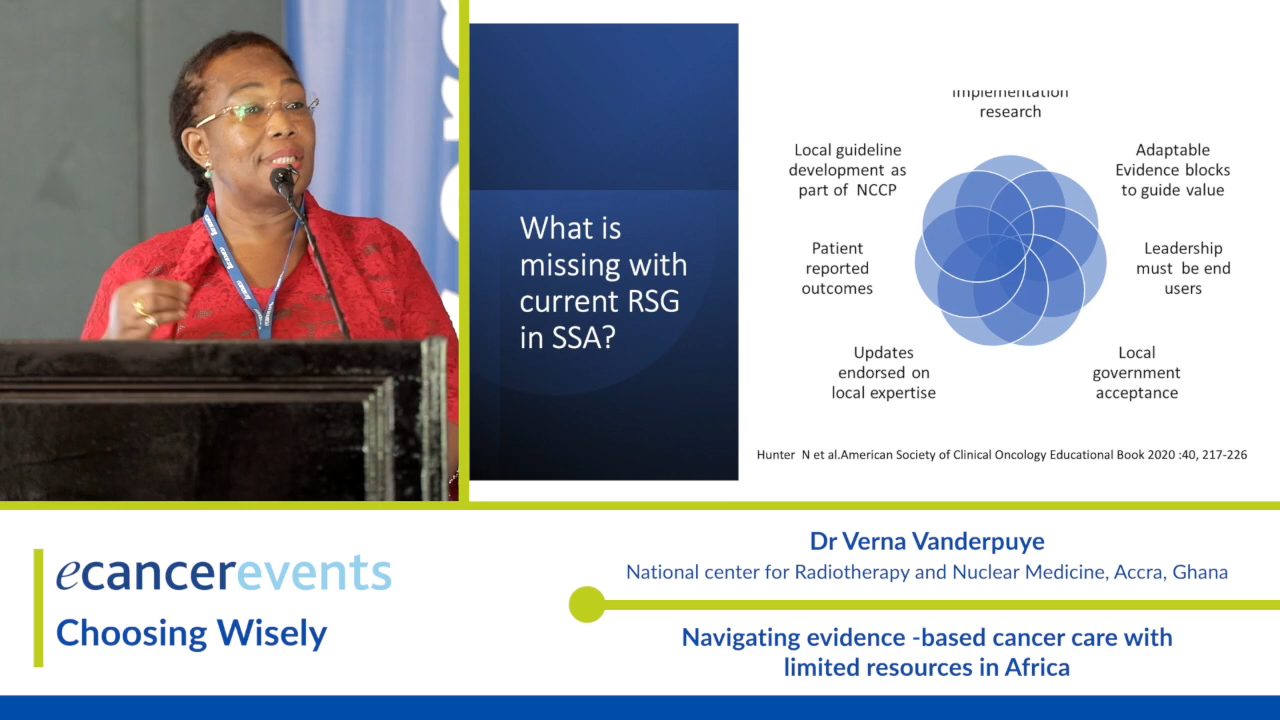 What is
missing with
current RSG
in SSA?
Implementation
research
Local guideline
development as
part of NCCP
Adaptable
Evidence blocks
to guide value
Patient
reported
outcomes
Leadership
must be end
users
Updates
endorsed on
local expertise
Local
government
acceptance
Hunter N et al.American Society of Clinical Oncology Educational Book 2020 :40, 217-226
ecancerevents
Choosing Wisely
Dr Verna Vanderpuye
National center for Radiotherapy and Nuclear Medicine, Accra, Ghana
Navigating evidence -based cancer care with
limited resources in Africa